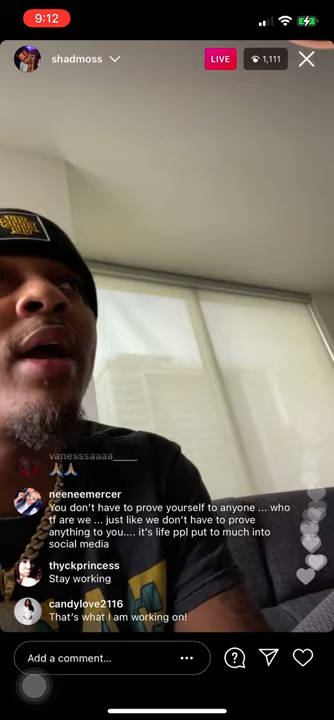 9:12
shadmoss
LIVE
1,111
vanesssaaaa____
🙏🙏
neeneemercer
You don't have to prove yourself to anyone ... who
tf are we ... just like we don't have to prove
anything to you.... it's life ppl put to much into
social media
thyckprincess
Stay working
candylove2116
That's what I am working on!
Add a comment...